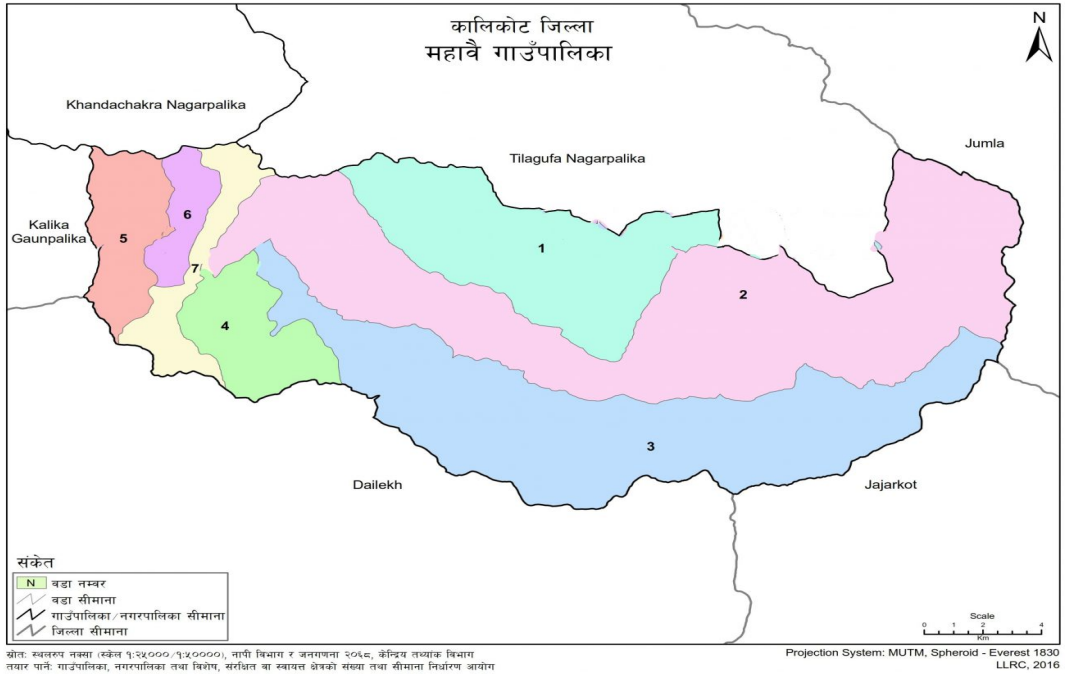 कालिकोट जिल्ला
महावै गाउँपालिका
N
Khandachakra Nagarpalika
Tilagufa Nagarpalika
Jumla
Kalika
Gaunpalika
6
5
1
7
2
4
3
Dailekh
Jajarkot
संकेत
N वडा नम्वर
वडा सीमाना
गाउँपालिका/नगरपालिका सीमाना
जिल्ला सीमाना
Scale
0 1 2 4
Km
स्रोतः स्थलरुप नक्सा (स्केल १:२५०००/१:५००००), नापी विभाग र जनगणना २०६८, केन्द्रिय तथ्यांक विभाग
तयार पार्नेः गाउँपालिका, नगरपालिका तथा विशेष, संरक्षित वा स्वायत्त क्षेत्रको संख्या तथा सीमाना निर्धारण आयोग
Projection System: MUTM, Spheroid - Everest 1830
LLRC, 2016